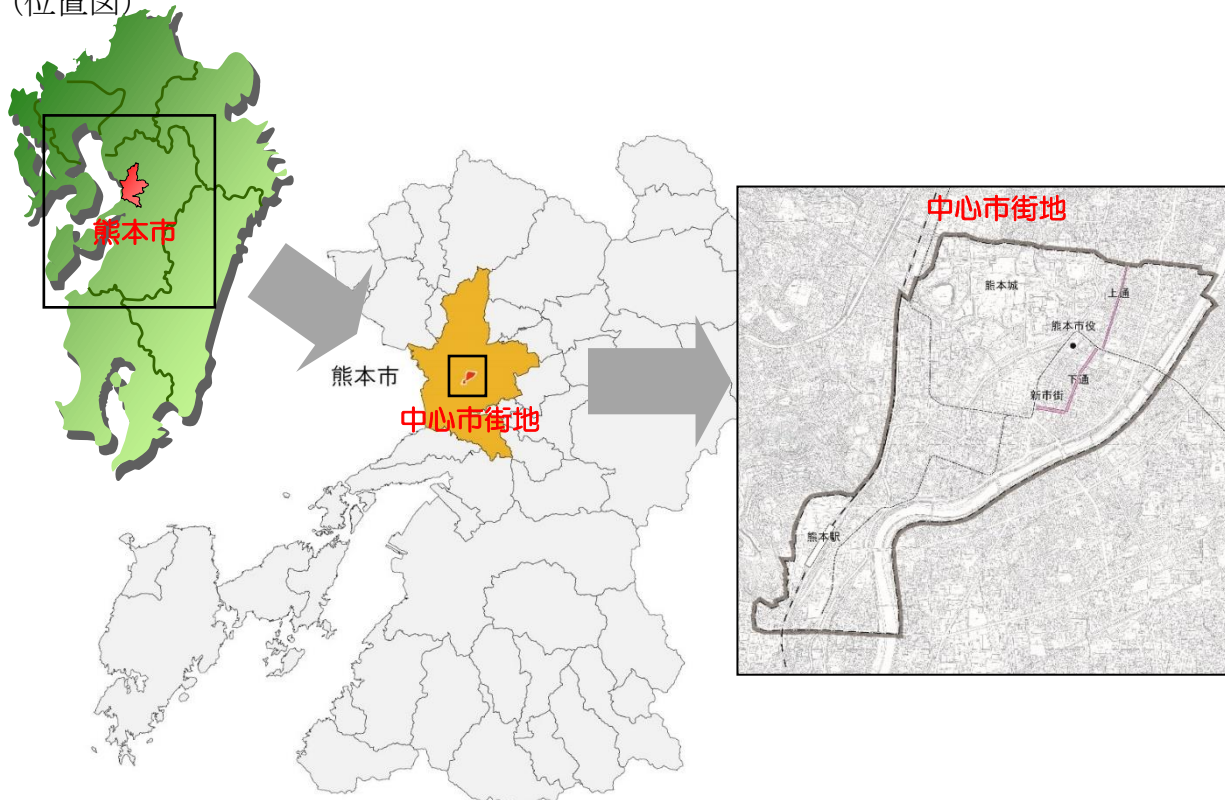 (位置図)
熊本市
熊本市
中心市街地
中心市街地
熊本城
上通
熊本市役
下通
新市街
熊本駅